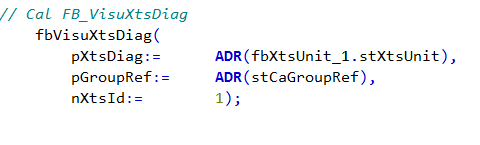 // Cal FB_VisuXtsDiag
fbVisuXtsDiag(
pXtsDiag:= ADR(fbXtsUnit_1.stXtsUnit),
pGroupRef:= ADR(stCaGroupRef),
nXtsId:= 1);